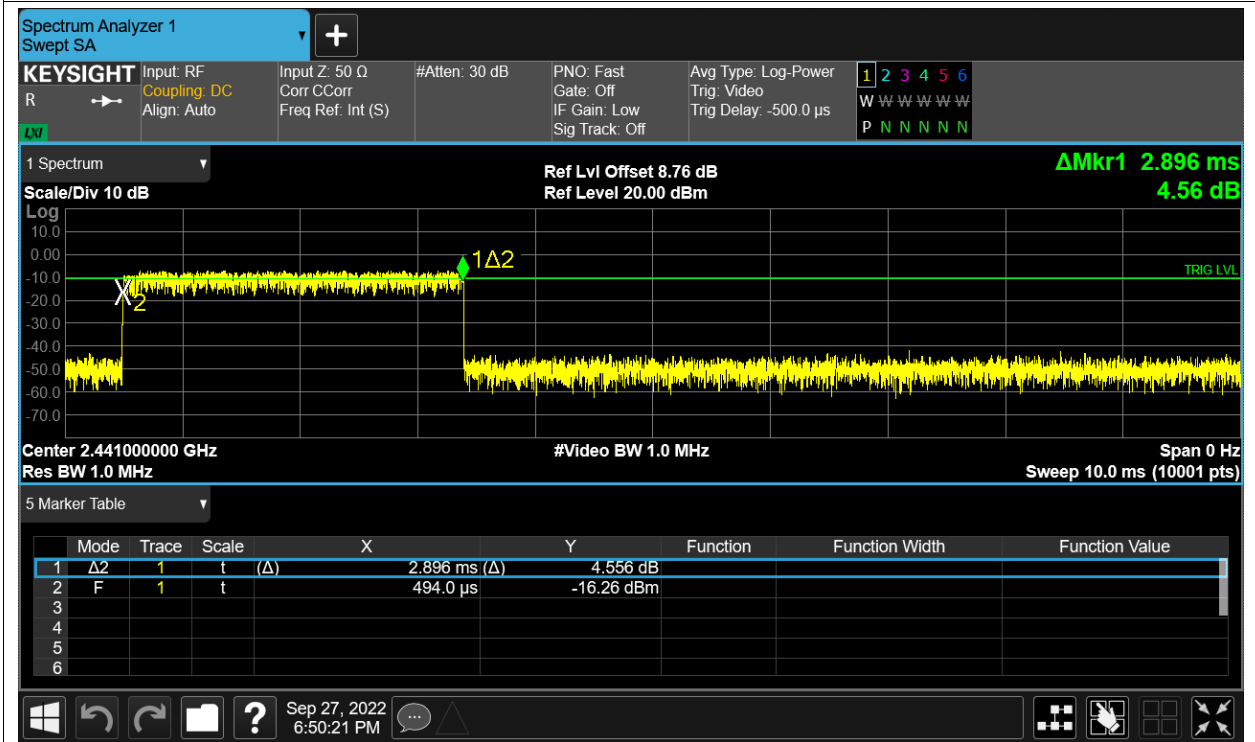 Spectrum Analyzer 1
Swept SA
+
KEYSIGHT
R
LXI
Input: RF
Coupling: DC
Align: Auto
Input Z: 50 Ω
Corr CCorr
Freq Ref: Int (S)
#Atten: 30 dB
PNO: Fast
Gate: Off
IF Gain: Low
Sig Track: Off
Avg Type: Log-Power
Trig: Video
Trig Delay: -500.0 µs
1 2 3 4 5 6
W W W W W W
P N N N N N
1 Spectrum
Scale/Div 10 dB
Ref Lvl Offset 8.76 dB
Ref Level 20.00 dBm
ΔMkr1 2.896 ms
4.56 dB
Log
10.0
0.00
-10.0
-20.0
-30.0
-40.0
-50.0
-60.0
-70.0
1Δ2
X2
TRIG LVL
Center 2.441000000 GHz
Res BW 1.0 MHz
#Video BW 1.0 MHz
Span 0 Hz
Sweep 10.0 ms (10001 pts)
5 Marker Table
Mode Trace Scale X Y Function Function Width Function Value
1 Δ2 1 t (Δ) 2.896 ms (Δ) 4.556 dB
2 F 1 t 494.0 µs -16.26 dBm
3
4
5
6
?
Sep 27, 2022
6:50:21 PM